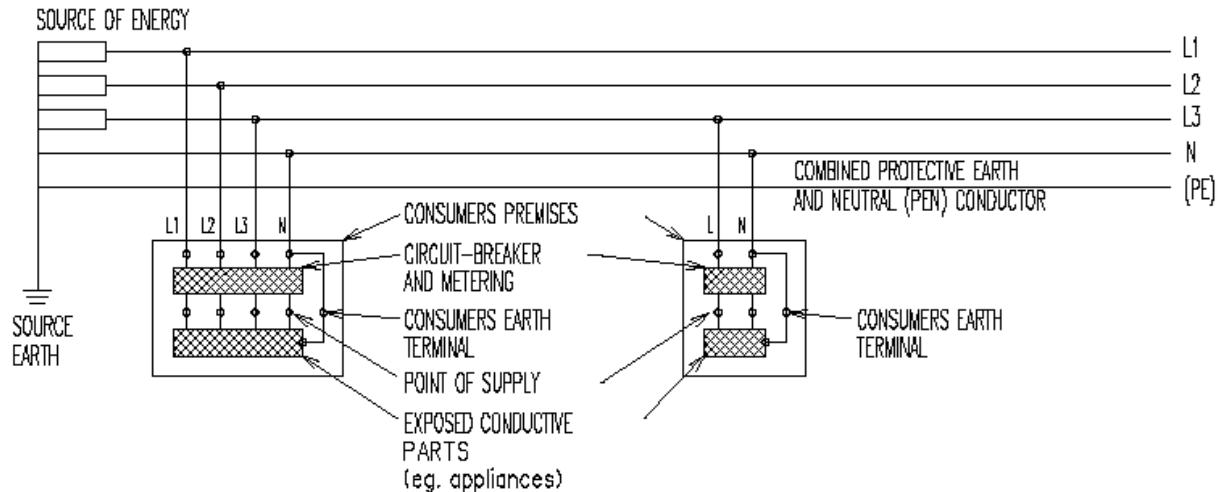 SOURCE OF ENERGY
L1
L2
L3
N
(PE)
COMBINED PROTECTIVE EARTH
AND NEUTRAL (PEN) CONDUCTOR
L1 L2 L3 N
CONSUMERS PREMISES
L N
CIRCUIT-BREAKER
AND METERING
SOURCE
EARTH
CONSUMERS EARTH
TERMINAL
CONSUMERS EARTH
TERMINAL
POINT OF SUPPLY
EXPOSED CONDUCTIVE
PARTS
(eg. appliances)